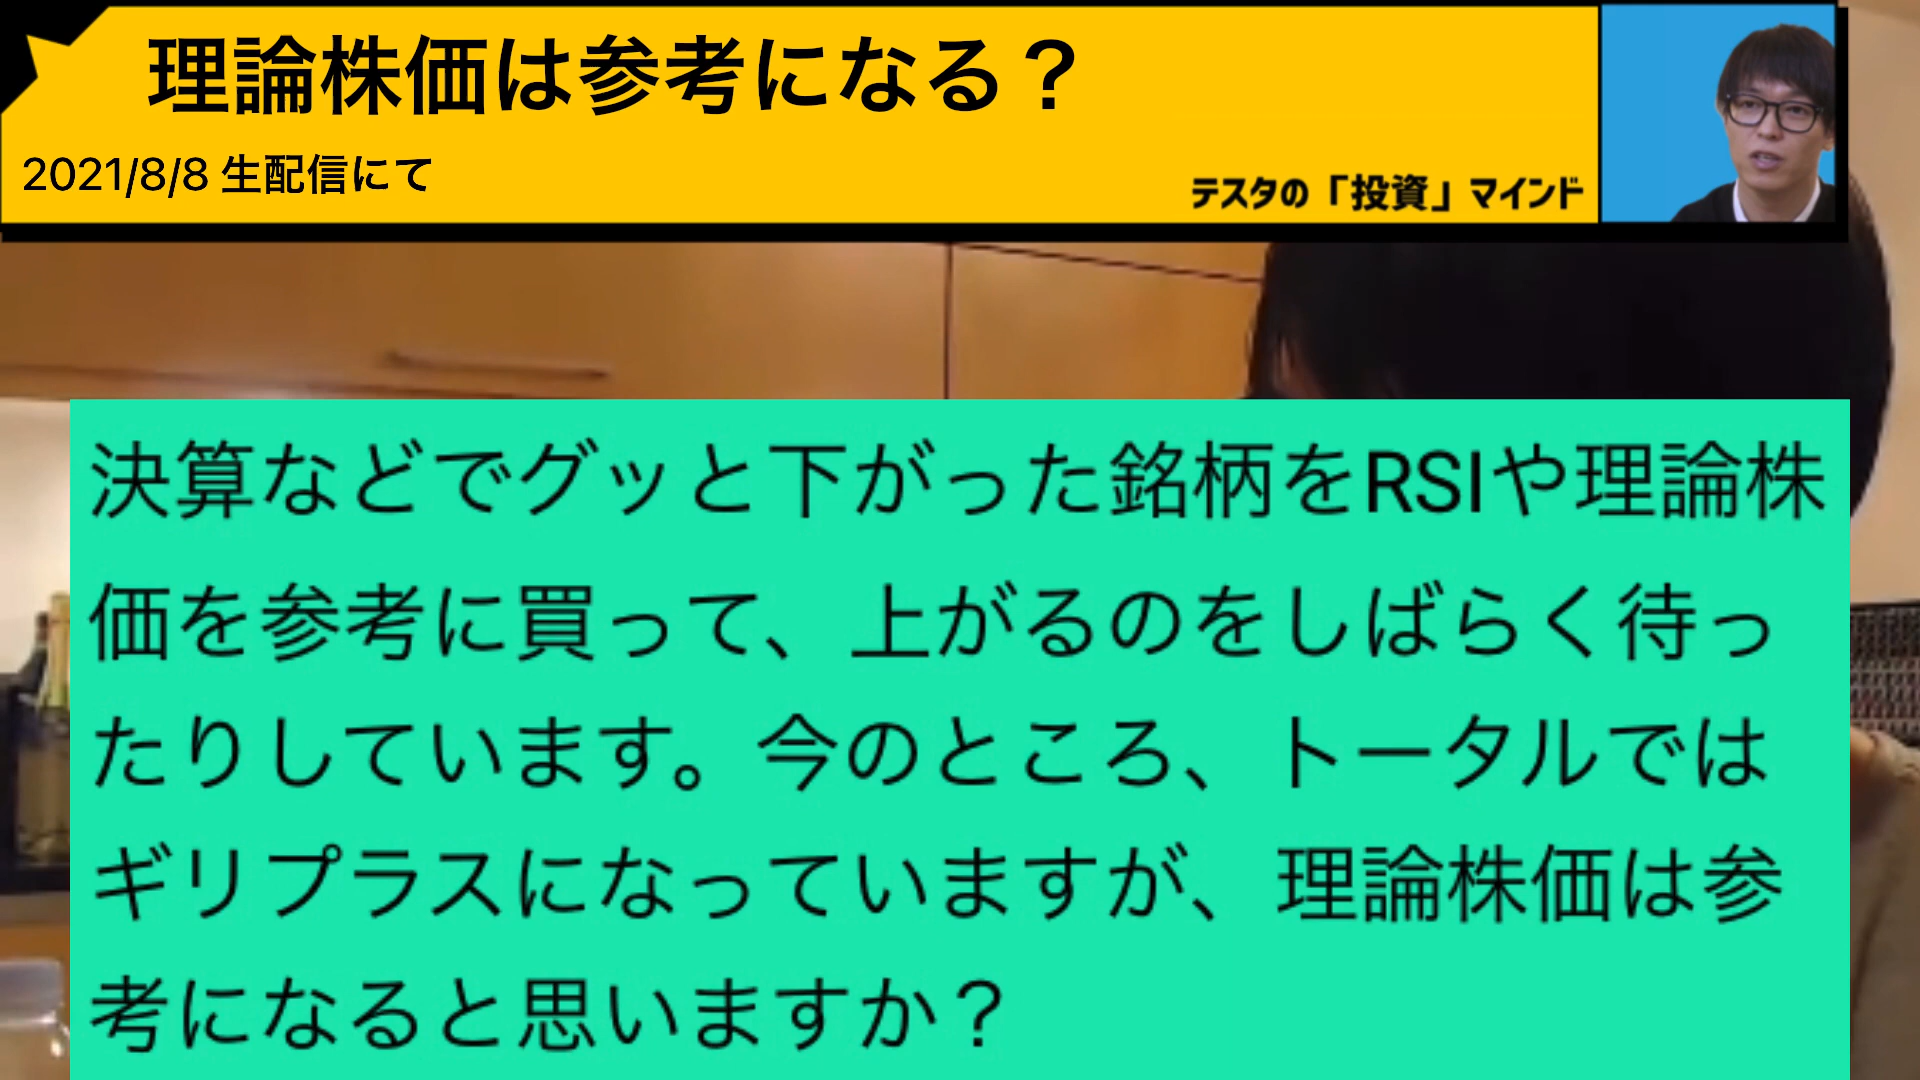 理論株価は参考になる？
2021/8/8 生配信にて
テスタの「投資」マインド
決算などでグッと下がった銘柄をRSIや理論株
価を参考に買って、上がるのをしばらく待っ
たりしています。今のところ、トータルでは
ギリプラスになっていますが、理論株価は参
考になると思いますか？